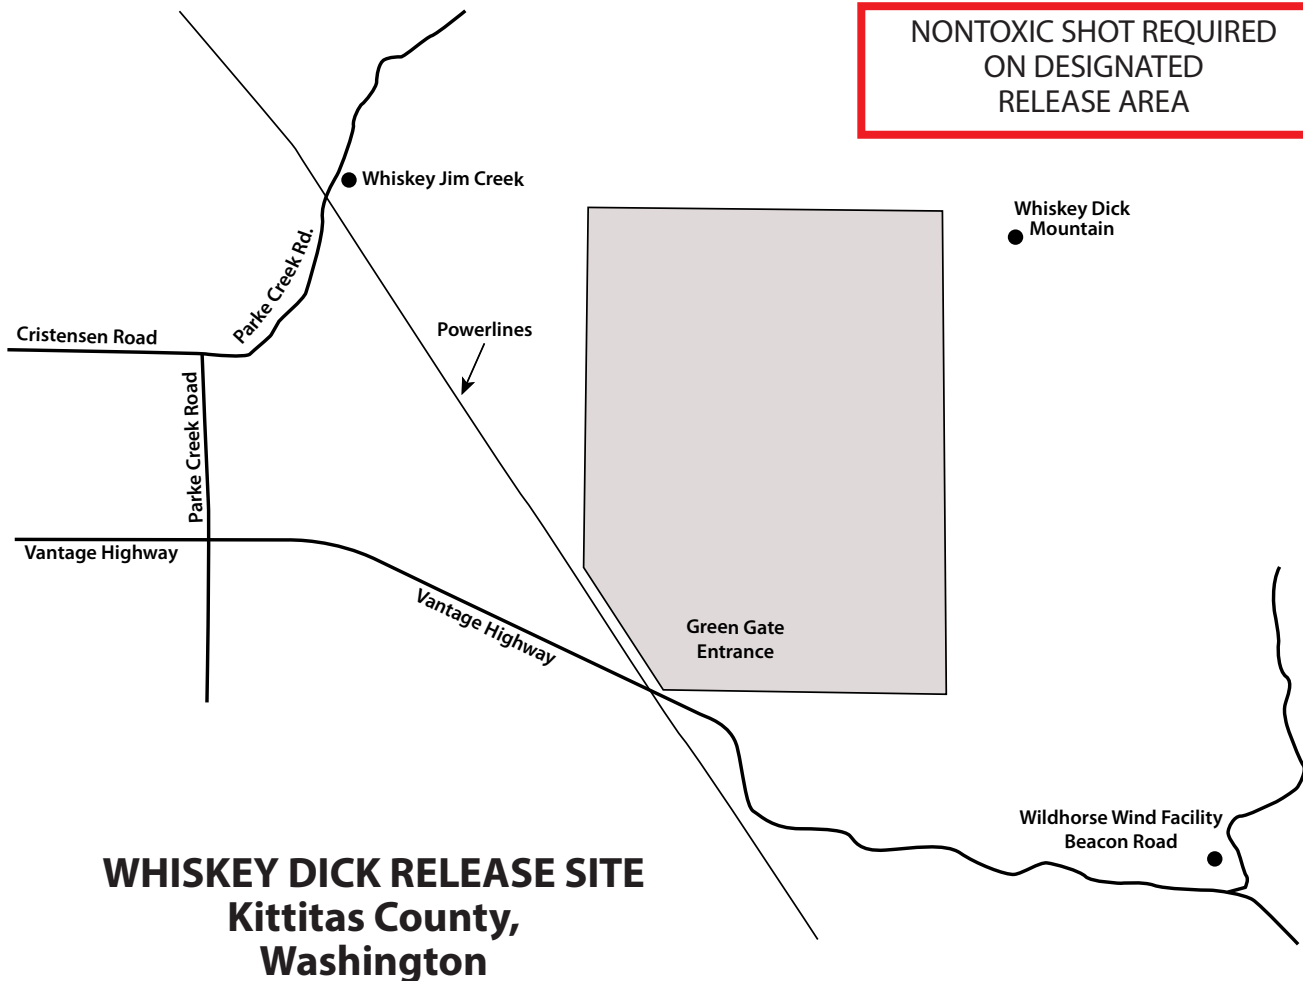 NONTOXIC SHOT REQUIRED
ON DESIGNATED
RELEASE AREA
Whiskey Jim Creek
Whiskey Dick
Mountain
Parke Creek Rd.
Cristensen Road
Powerlines
Parke Creek Road
Vantage Highway
Vantage Highway
Green Gate
Entrance
Wildhorse Wind Facility
Beacon Road
WHISKEY DICK RELEASE SITE
Kittitas County,
Washington